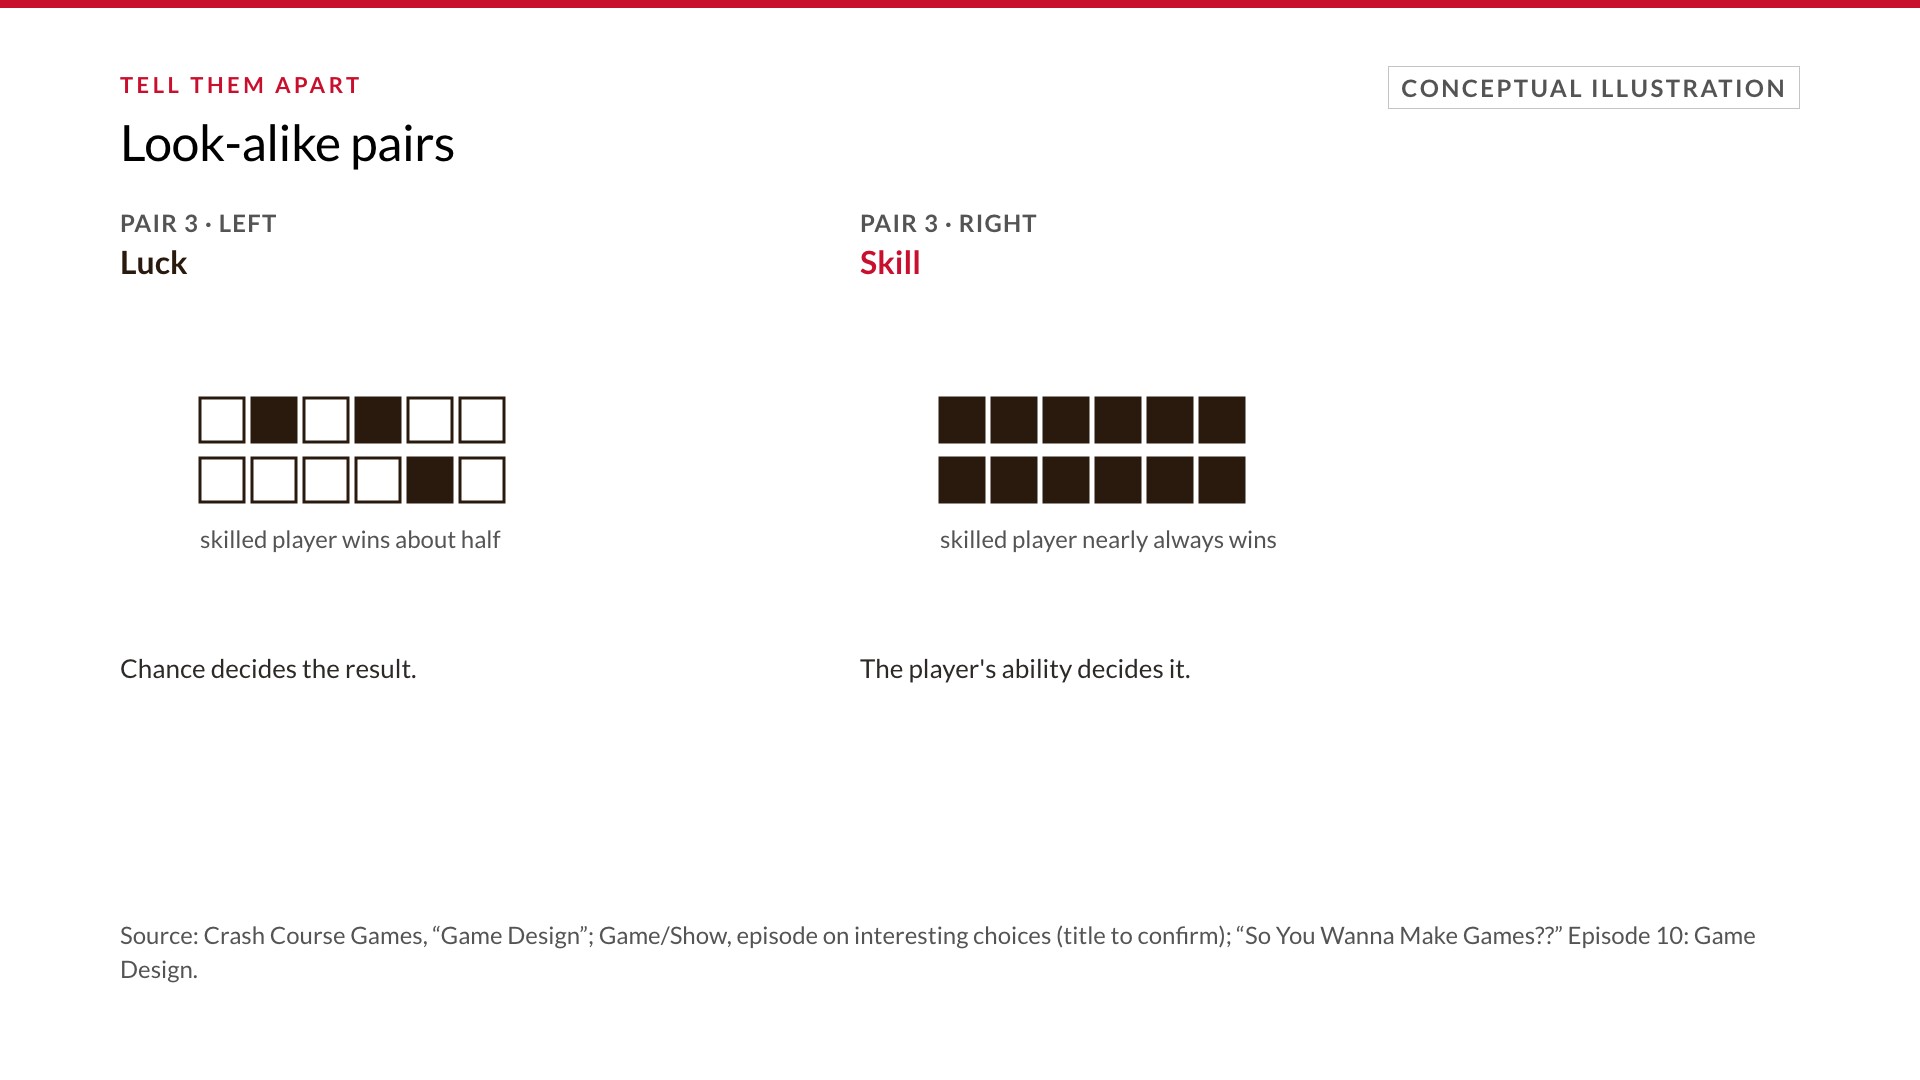 TELL THEM APART
CONCEPTUAL ILLUSTRATION
Look-alike pairs
PAIR 3 · LEFT
Luck
PAIR 3 · RIGHT
Skill
skilled player wins about half
skilled player nearly always wins
Chance decides the result.
The player's ability decides it.
Source: Crash Course Games, “Game Design”; Game/Show, episode on interesting choices (title to confirm); “So You Wanna Make Games??” Episode 10: Game
Design.